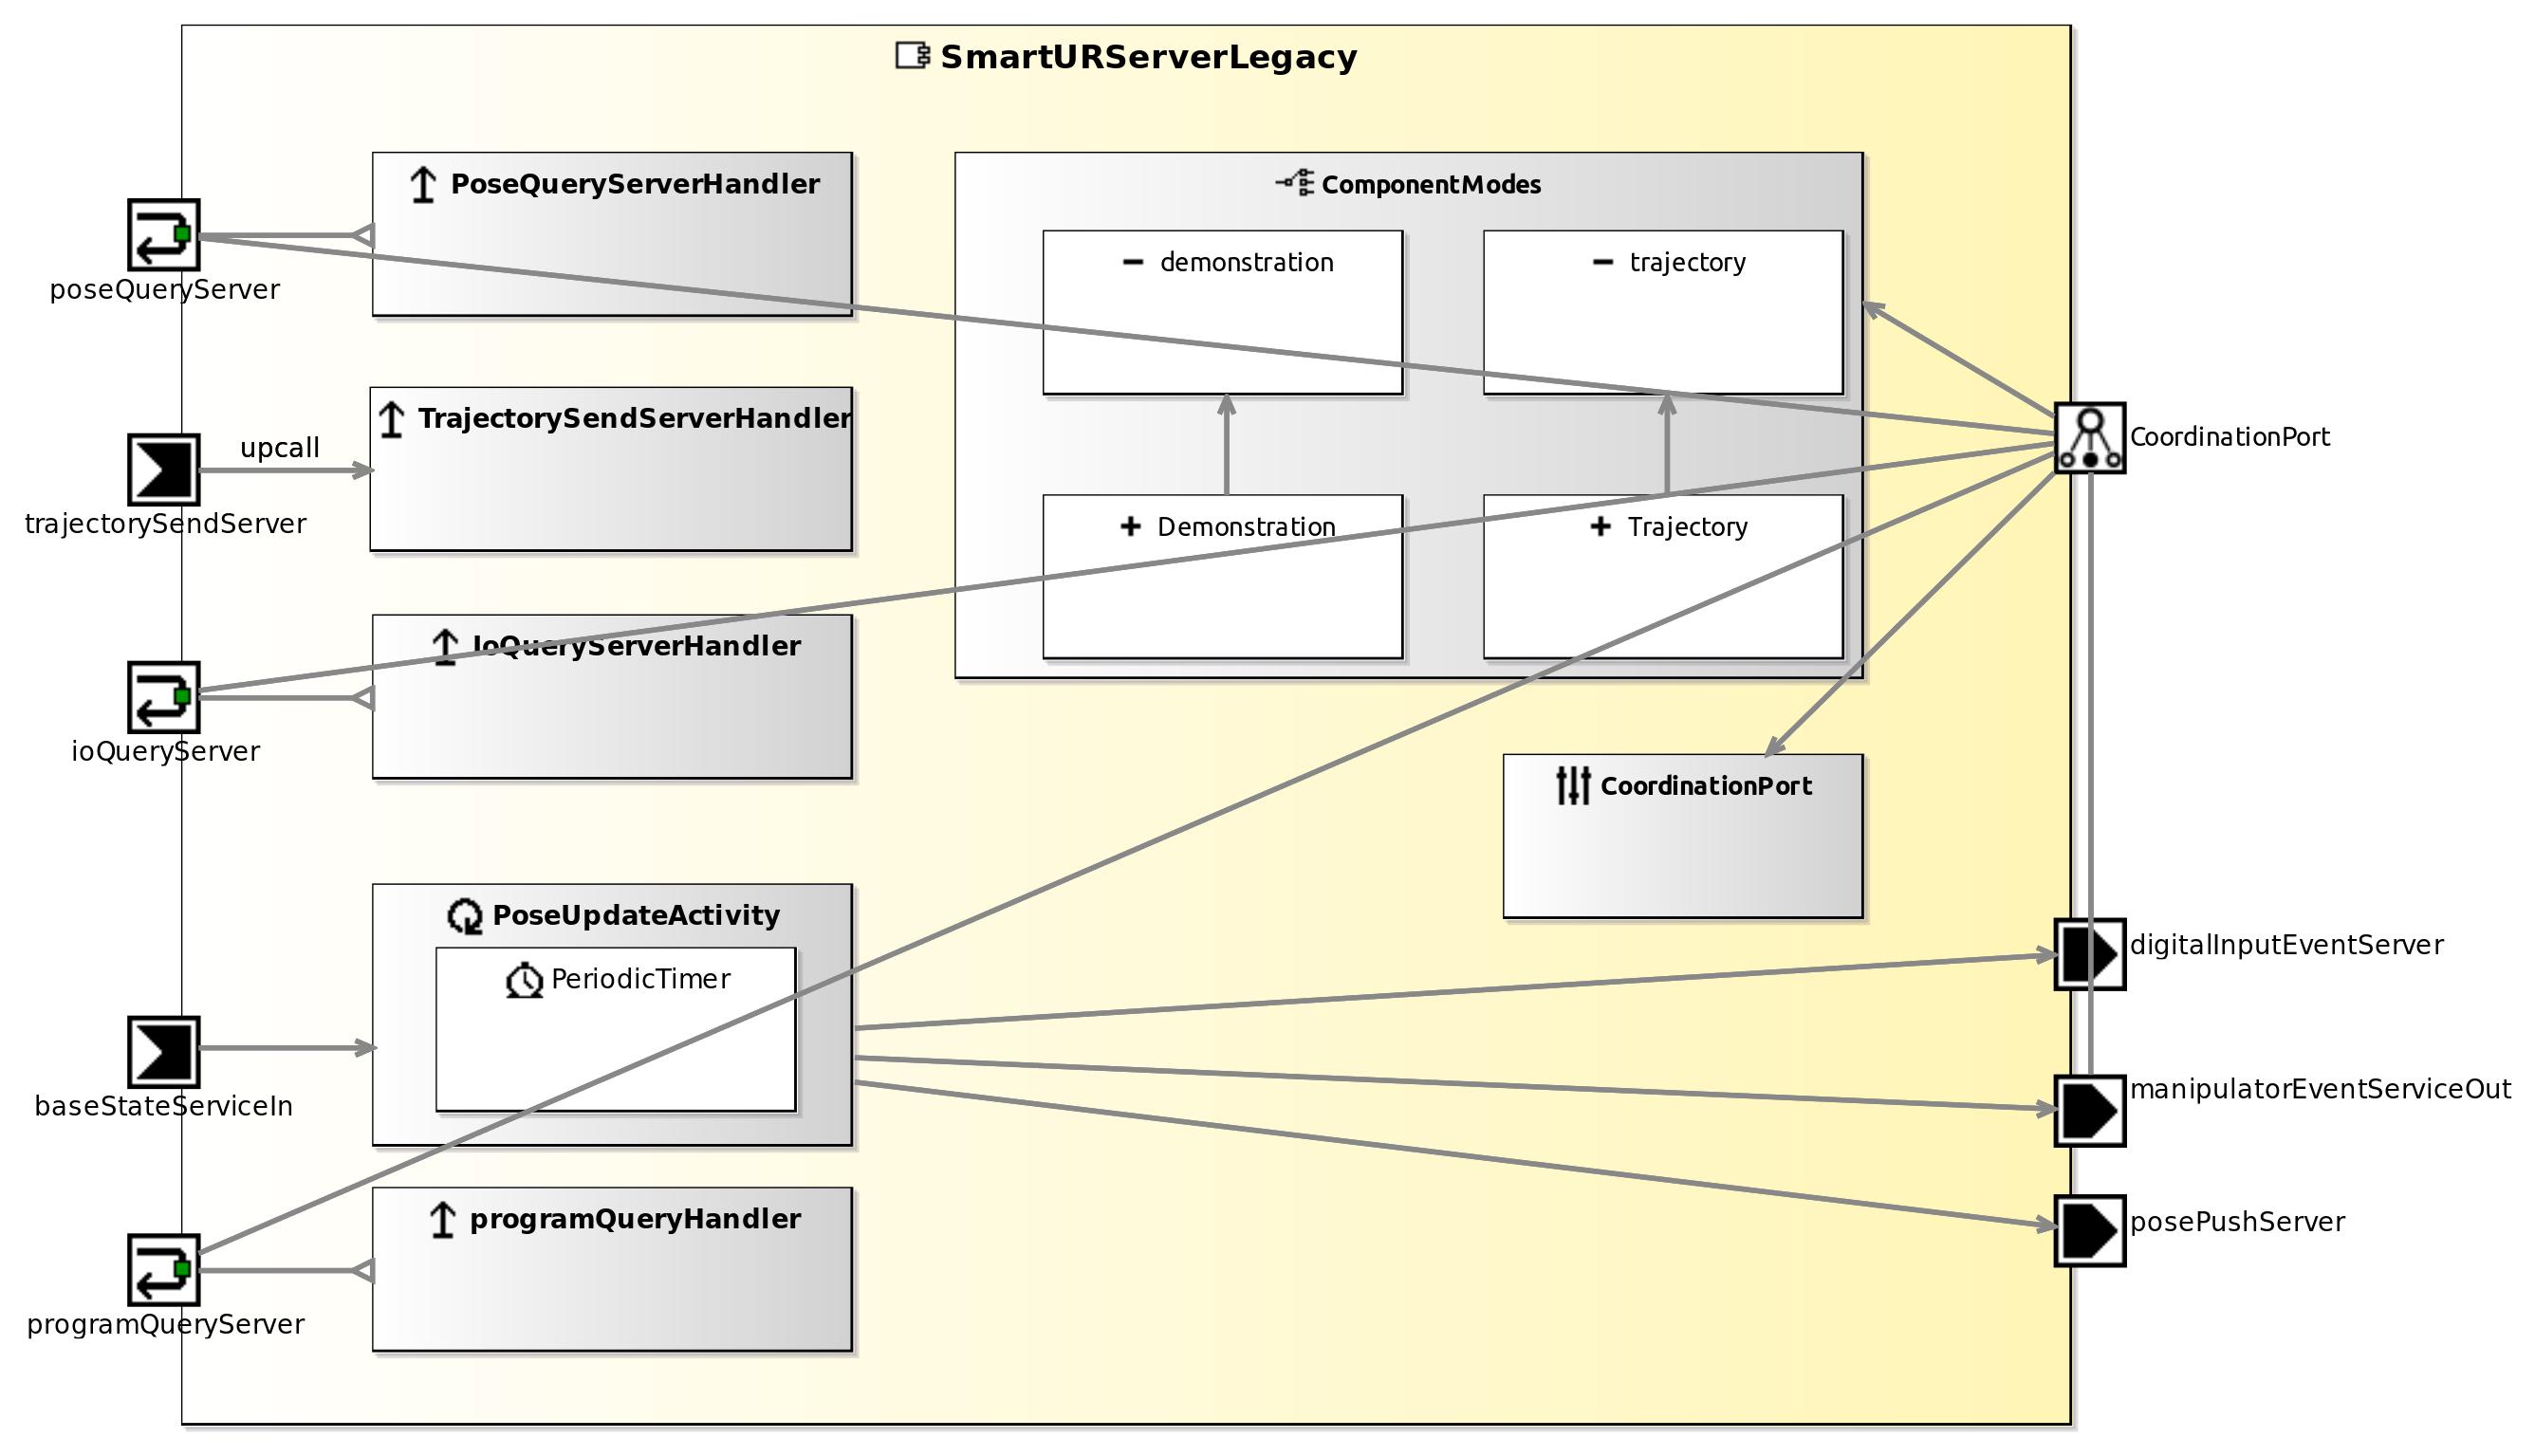 SmartURServerLegacy
PoseQueryServerHandler
ComponentModes
demonstration
trajectory
poseQueryServer
TrajectorySendServerHandler
upcall
CoordinationPort
trajectorySendServer
Demonstration
Trajectory
IoQueryServerHandler
ioQueryServer
CoordinationPort
PoseUpdateActivity
digitalInputEventServer
PeriodicTimer
manipulatorEventServiceOut
baseStateServiceIn
programQueryHandler
posePushServer
programQueryServer